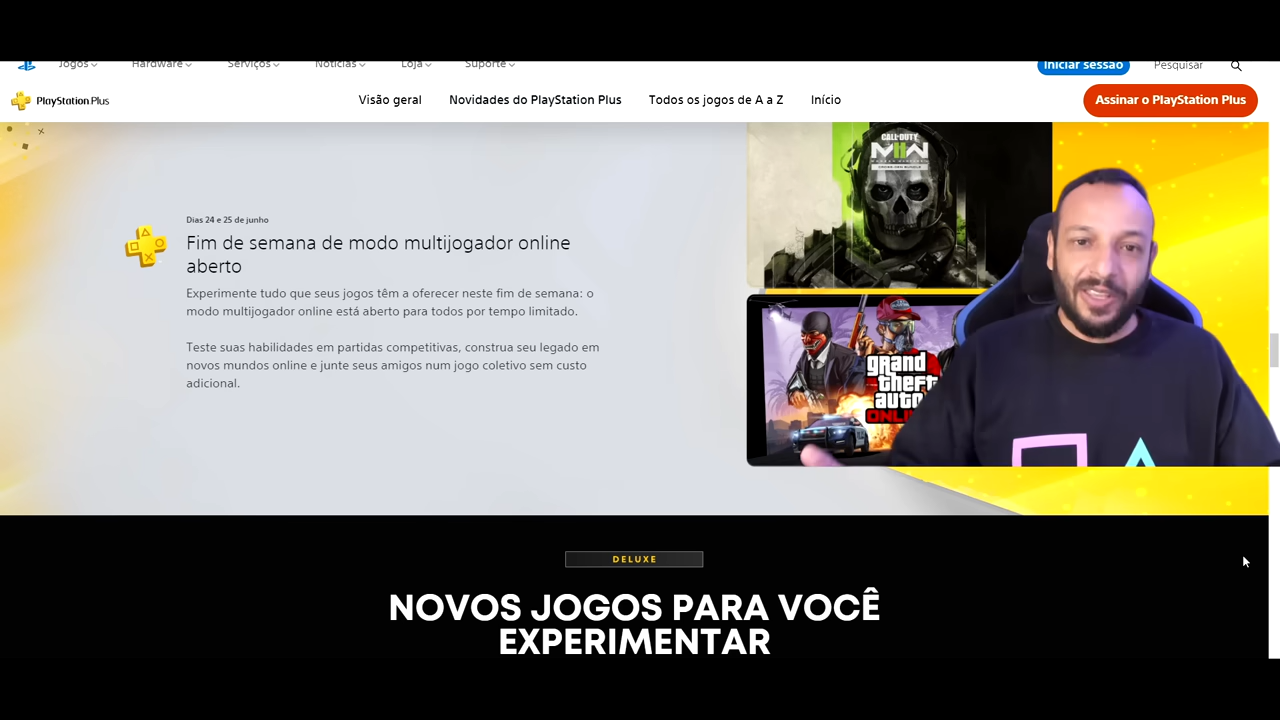 Jogos Hardware Serviços Notícias Loja Suporte Iniciar sessão Pesquisar
PlayStation Plus Visão geral Novidades do PlayStation Plus Todos os jogos de A a Z Início Assinar o PlayStation Plus
Dias 24 e 25 de junho
Fim de semana de modo multijogador online
aberto
Experimente tudo que seus jogos têm a oferecer neste fim de semana: o
modo multijogador online está aberto para todos por tempo limitado.
Teste suas habilidades em partidas competitivas, construa seu legado em
novos mundos online e junte seus amigos num jogo coletivo sem custo
adicional.
CALL·DUTY
MWII
grand
theft
auto
DELUXE
NOVOS JOGOS PARA VOCÊ
EXPERIMENTAR